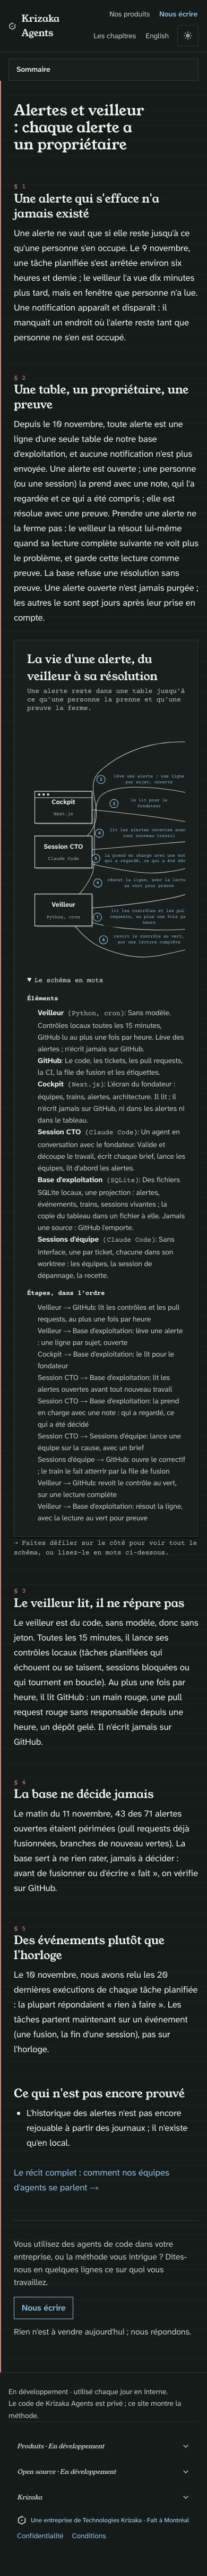 Krizaka
Agents
Nos produits
Nous écrire
Les chapitres
English
Sommaire
Alertes et veilleur
: chaque alerte a
un propriétaire
§ 1
Une alerte qui s'efface n'a
jamais existé
Une alerte ne vaut que si elle reste jusqu'à ce
qu'une personne s'en occupe. Le 9 novembre,
une tâche planifiée s'est arrêtée environ six
heures et demie ; le veilleur l'a vue dix minutes
plus tard, mais en fenêtre que personne n'a lue.
Une notification apparaît et disparaît : il
manquait un endroit où l'alerte reste tant que
personne ne s'en est occupé.
§ 2
Une table, un propriétaire, une
preuve
Depuis le 10 novembre, toute alerte est une
ligne d'une seule table de notre base
d'exploitation, et aucune notification n'est plus
envoyée. Une alerte est ouverte ; une personne
(ou une session) la prend avec une note, qui l'a
regardée et ce qui a été compris ; elle est
résolue avec une preuve. Prendre une alerte ne
la ferme pas : le veilleur la résout lui-même
quand sa lecture complète suivante ne voit plus
le problème, et garde cette lecture comme
preuve. La base refuse une résolution sans
preuve. Une alerte ouverte n'est jamais purgée ;
les autres le sont sept jours après leur prise en
compte.
La vie d'une alerte, du
veilleur à sa résolution
Une alerte reste dans une table jusqu'à
ce qu'une personne la prenne et qu'une
preuve la ferme.
Cockpit
Next.js
Session CTO
Claude Code
Veilleur
Python, cron
2
lève une alerte : une ligne
par sujet, ouverte
3
lit le pour le
fondateur
4
lit les alertes ouvertes avant
tout nouveau travail
5
la prend en charge avec une note :
qui a regardé, ce qui a été décidé
9
résout la ligne, avec la lecture
au vert pour preuve
1
lit les contrôles et les pull
requests, au plus une fois par
heure
8
revoit le contrôle au vert,
sur une lecture complète
▼ Le schéma en mots
Éléments
Veilleur (Python, cron): Sans modèle.
Contrôles locaux toutes les 15 minutes,
GitHub lu au plus une fois par heure. Lève des
alertes ; n'écrit jamais sur GitHub.
GitHub: Le code, les tickets, les pull requests,
la CI, la file de fusion et les étiquettes.
Cockpit (Next.js): L'écran du fondateur :
équipes, trains, alertes, architecture. Il lit ; il
n'écrit jamais sur GitHub, ni dans les alertes ni
dans le tableau.
Session CTO (Claude Code): Un agent en
conversation avec le fondateur. Valide et
découpe le travail, écrit chaque brief, lance les
équipes, lit d'abord les alertes.
Base d'exploitation (SQLite): Des fichiers
SQLite locaux, une projection : alertes,
événements, trains, sessions vivantes ; la
copie du tableau dans un fichier à elle. Jamais
une source : GitHub l'emporte.
Sessions d'équipe (Claude Code): Sans
interface, une par ticket, chacune dans son
worktree : les équipes, la session de
dépannage, la recette.
Étapes, dans l'ordre
Veilleur → GitHub: lit les contrôles et les pull
requests, au plus une fois par heure
Veilleur → Base d'exploitation: lève une alerte
: une ligne par sujet, ouverte
Cockpit → Base d'exploitation: le lit pour le
fondateur
Session CTO → Base d'exploitation: lit les
alertes ouvertes avant tout nouveau travail
Session CTO → Base d'exploitation: la prend
en charge avec une note : qui a regardé, ce
qui a été décidé
Session CTO → Sessions d'équipe: lance une
équipe sur la cause, avec un brief
Sessions d'équipe → GitHub: ouvre le correctif
; le train le fait atterrir par la file de fusion
Veilleur → GitHub: revoit le contrôle au vert,
sur une lecture complète
Veilleur → Base d'exploitation: résout la ligne,
avec la lecture au vert pour preuve
→ Faites défiler sur le côté pour voir tout le
schéma, ou lisez-le en mots ci-dessous.
§ 3
Le veilleur lit, il ne répare pas
Le veilleur est du code, sans modèle, donc sans
jeton. Toutes les 15 minutes, il lance ses
contrôles locaux (tâches planifiées qui
échouent ou se taisent, sessions bloquées ou
qui tournent en boucle). Au plus une fois par
heure, il lit GitHub : un main rouge, une pull
request rouge sans responsable depuis une
heure, un dépôt gelé. Il n'écrit jamais sur
GitHub.
§ 4
La base ne décide jamais
Le matin du 11 novembre, 43 des 71 alertes
ouvertes étaient périmées (pull requests déjà
fusionnées, branches de nouveau vertes). La
base sert à ne rien rater, jamais à décider :
avant de fusionner ou d'écrire « fait », on vérifie
sur GitHub.
§ 5
Des événements plutôt que
l'horloge
Le 10 novembre, nous avons relu les 20
dernières exécutions de chaque tâche planifiée
: la plupart répondaient « rien à faire ». Les
tâches partent maintenant sur un événement
(une fusion, la fin d'une session), pas sur
l'horloge.
Ce qui n'est pas encore prouvé
• L'historique des alertes n'est pas encore
rejouable à partir des journaux ; il n'existe
qu'en local.
Le récit complet : comment nos équipes
d'agents se parlent →
Vous utilisez des agents de code dans votre
entreprise, ou la méthode vous intrigue ? Dites-
nous en quelques lignes ce sur quoi vous
travaillez.
Nous écrire
Rien n'est à vendre aujourd'hui ; nous répondons.
En développement · utilisé chaque jour en interne.
Le code de Krizaka Agents est privé ; ce site montre la
méthode.
Produits · En développement
Open source · En développement
Krizaka
Une entreprise de Technologies Krizaka · Fait à Montréal
Confidentialité
Conditions